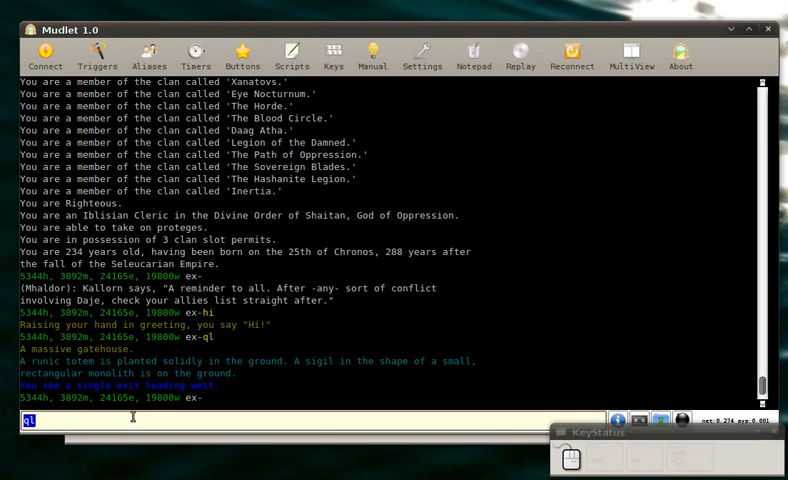 Mudlet 1.0
Connect Triggers Aliases Timers Buttons Scripts Keys Manual Settings Notepad Replay Reconnect MultiView About
You are a member of the clan called 'Xanatovs.'
You are a member of the clan called 'Eye Nocturnum.'
You are a member of the clan called 'The Horde.'
You are a member of the clan called 'The Blood Circle.'
You are a member of the clan called 'Daag Atha.'
You are a member of the clan called 'Legion of the Damned.'
You are a member of the clan called 'The Path of Oppression.'
You are a member of the clan called 'The Sovereign Blades.'
You are a member of the clan called 'The Hashanite Legion.'
You are a member of the clan called 'Inertia.'
You are Righteous.
You are an Iblisian Cleric in the Divine Order of Shaitan, God of Oppression.
You are able to take on proteges.
You are in possession of 3 clan slot permits.
You are 234 years old, having been born on the 25th of Chronos, 288 years after
the fall of the Seleucarian Empire.
5344h, 3892m, 24165e, 19800w ex-
(Mhaldor): Kallorn says, "A reminder to all. After -any- sort of conflict
involving Daje, check your allies list straight after."
5344h, 3892m, 24165e, 19800w ex-hi
Raising your hand in greeting, you say "Hi!"
5344h, 3892m, 24165e, 19800w ex-ql
A massive gatehouse.
A runic totem is planted solidly in the ground. A sigil in the shape of a small,
rectangular monolith is on the ground.
You see a single exit leading west.
5344h, 3892m, 24165e, 19800w ex-
ql
net:0.274 sys:0.001
KeyStatus